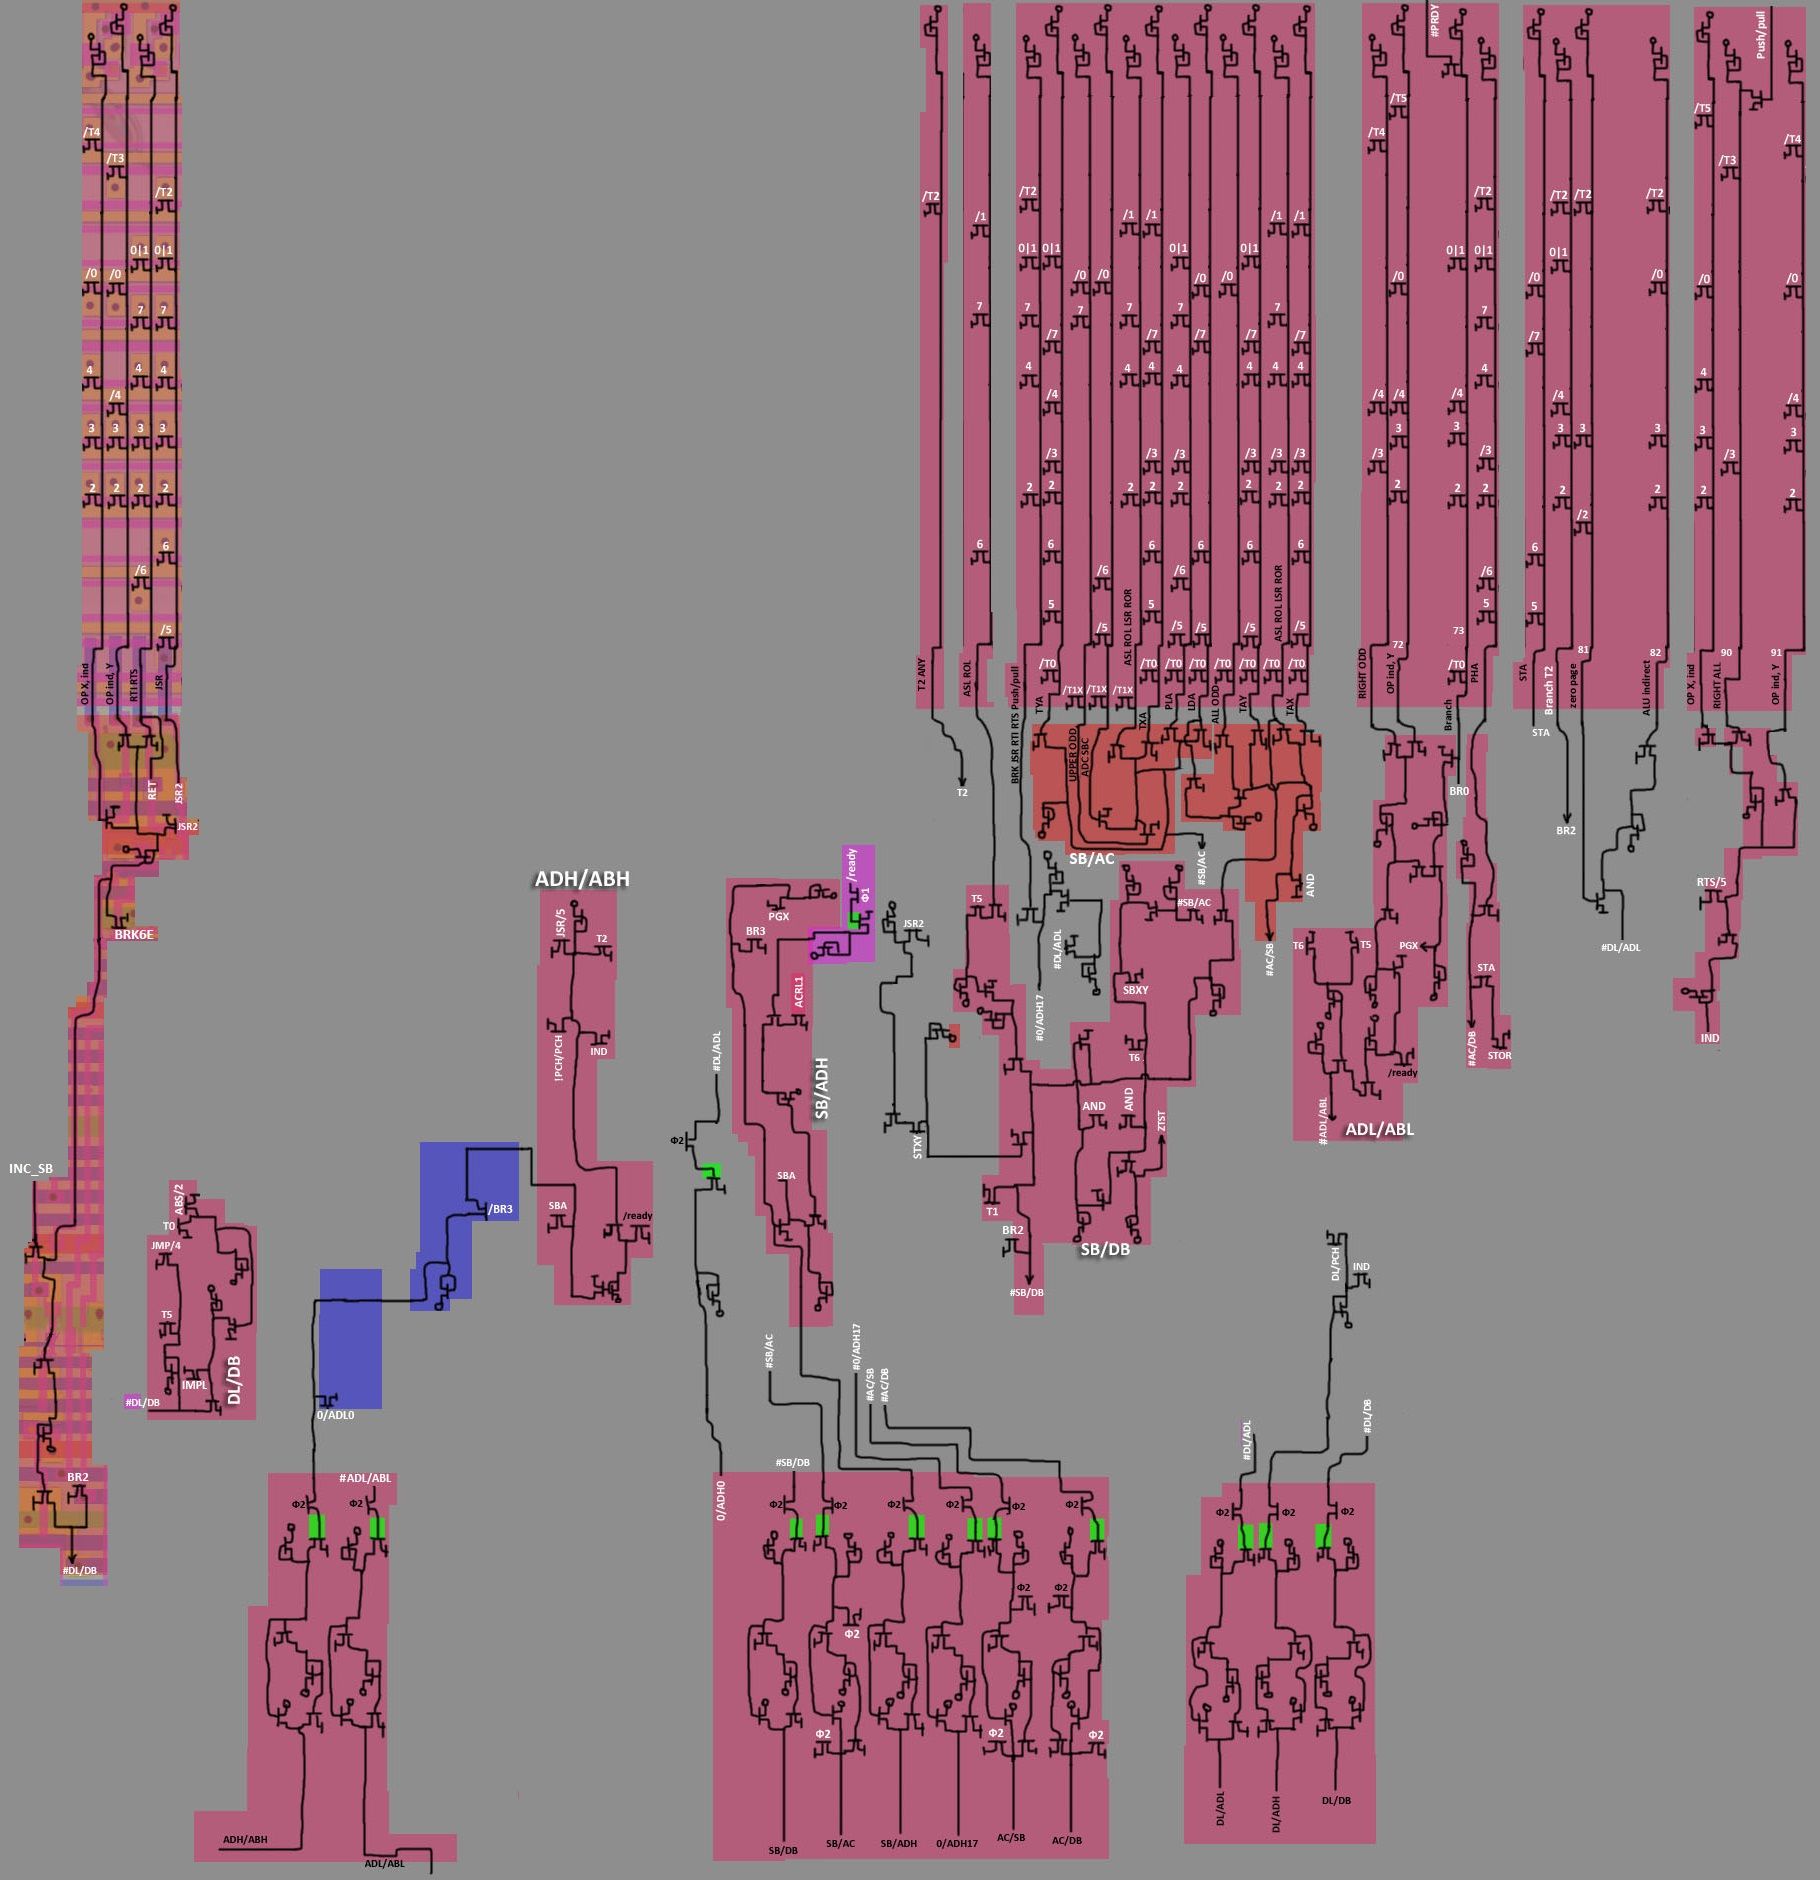 #PRDY
Push/pull
/T4
/T3
/T2
0|1 0|1
/0 /0
7 7
4 4 4
/4
3 3 3 3
2 2 2 2
6
/6
/5
OP X, ind
OP ind, Y
RTI RTS
JSR
RET
JSR2
JSR2
BRK6E
INC_SB
BR2
#DL/DB
/T2
T2 ANY
T2
/1
7
6
ASL ROL
/T2
/1 /1 /1 /1
0|1 0|1 0|1 0|1
/0 /0 /0 /0
7 7 7 7 7
/7 /7 /7 /7 /7
4 4 4 4 4 4 4
/4
/3 /3 /3 /3 /3 /3
2 2 2 2 2 2 2 2
6 6 6 6 6
/6 /6
5 5
/5 /5 /5 /5 /5
/T0 /T0 /T0 /T0 /T0 /T0 /T0 /T0
/T1X /T1X /T1X
BRK JSR RTI RTS Push/pull
TYA
UPPER ODD
ADC SBC
ASL ROL LSR ROR
TXA
PLA
LDA
ALL ODD
TAY
ASL ROL LSR ROR
TAX
SB/AC
#SB/AC
AND
#AC/SB
/T5
/T4
/T2
0|1 0|1
/0
7
4
/4 /4 /4
3 3
/3 /3
2 2 2
/6
5
72
73
/T0
RIGHT ODD
OP ind, Y
Branch
PHA
BR0
/T2 /T2 /T2
0|1
/0 /0
/7
/4
3 3 3
2 2
/2
6
5
81
82
STA
Branch T2
zero page
ALU indirect
STA
BR2
#DL/ADL
/T5
/T4
/T3
/0 /0
4
/4
3 3
/3
2 2
90
91
OP X, ind
RIGHT ALL
OP ind, Y
RTS/5
IND
ADH/ABH
JSR/5
T2
!PCH/PCH
IND
SBA
/ready
/BR3
0/ADL0
ABS/2
T0
JMP/4
T5
IMPL
DL/DB
#DL/DB
PGX
BR3
/ready
Φ1
ACRL1
SB/ADH
SBA
#DL/ADL
Φ2
JSR2
STXY
T5
#0/ADH17
#DL/ADL
#SB/AC
SBXY
T6
AND
AND
ZTST
T1
BR2
#SB/DB
SB/DB
T6
T5
PGX
/ready
#ADL/ABL
ADL/ABL
STA
#AC/DB
STOR
DL/PCH
IND
#ADL/ABL
Φ2 Φ2
ADH/ABH
ADL/ABL
0/ADH0
#SB/AC
#0/ADH17
#AC/SB
#AC/DB
#SB/DB
Φ2 Φ2 Φ2 Φ2 Φ2 Φ2
Φ2 Φ2
Φ2
Φ2 Φ2 Φ2
SB/DB
SB/AC
SB/ADH
0/ADH17
AC/SB
AC/DB
#DL/ADL
#DL/DB
Φ2 Φ2 Φ2
DL/ADL
DL/ADH
DL/DB